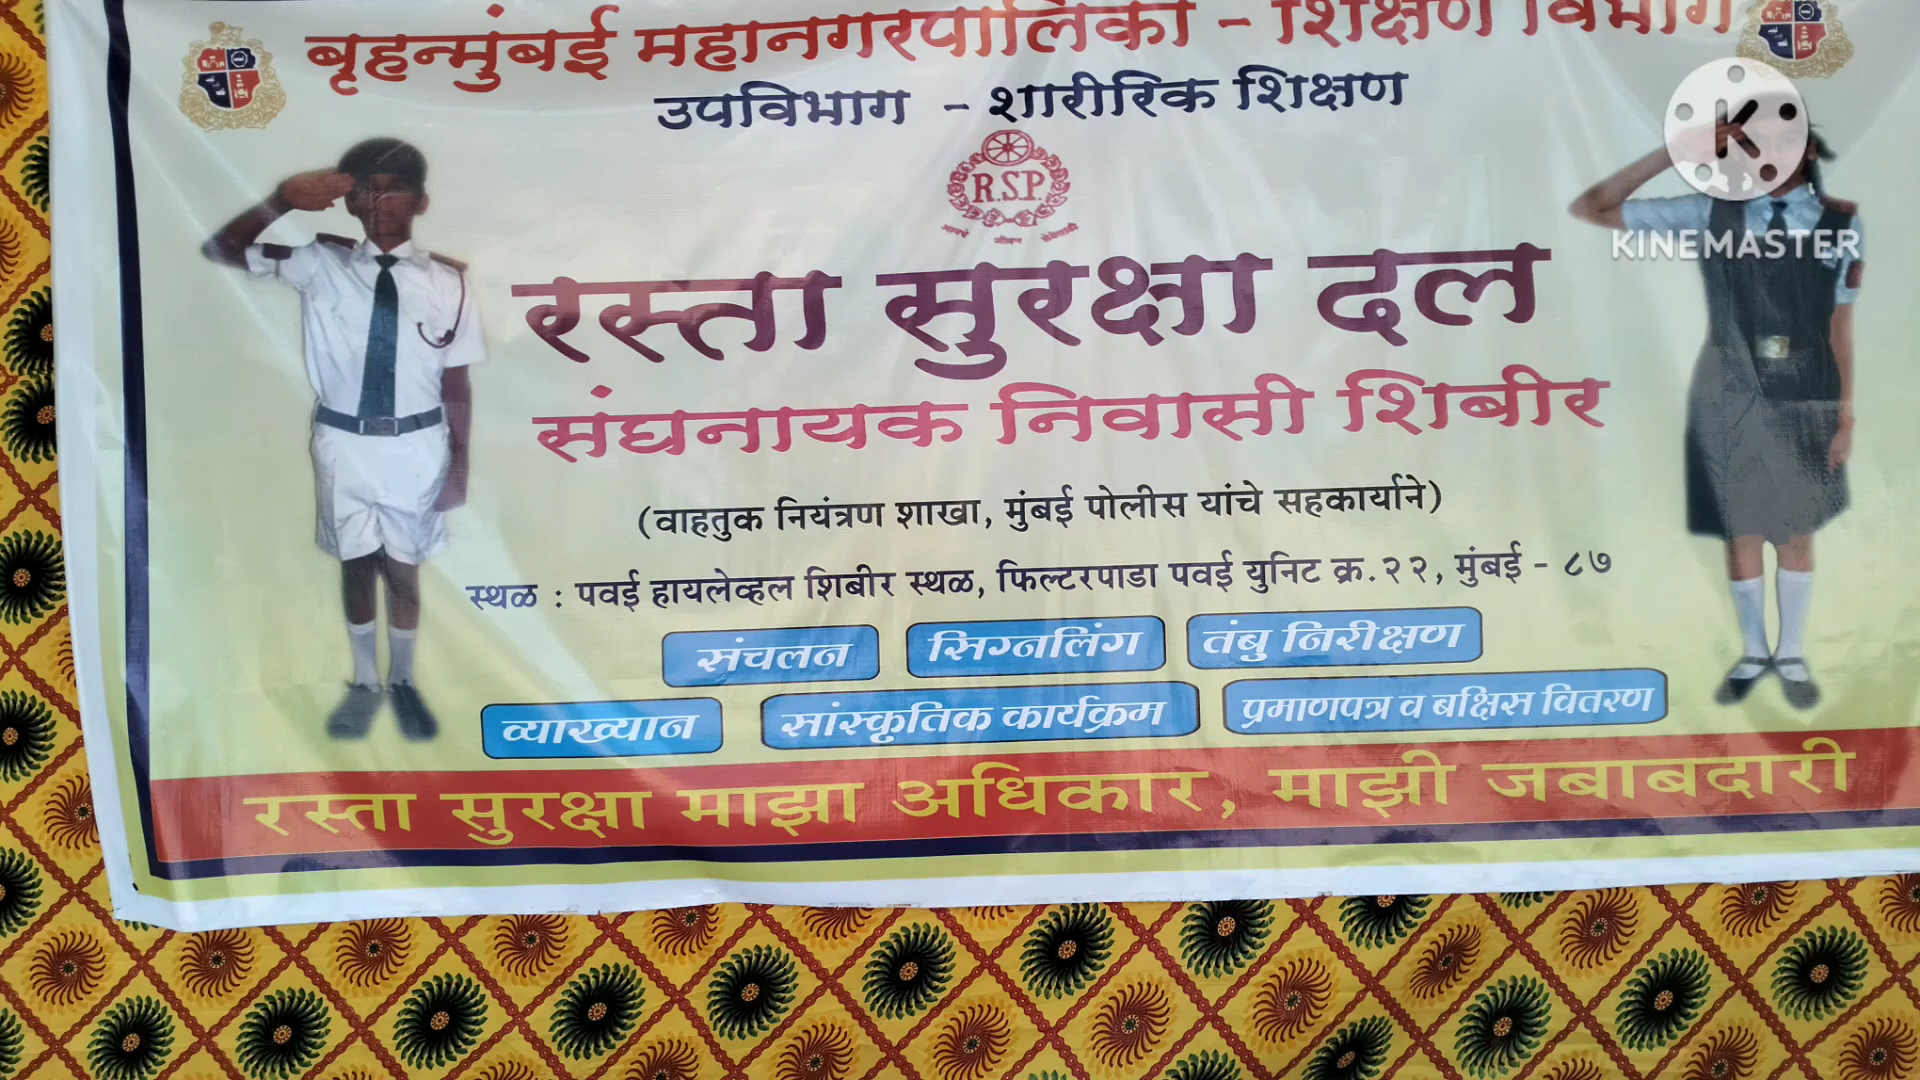 बृहन्मुंबई महानगरपालिका - शिक्षण विभाग
उपविभाग - शारीरिक शिक्षण
R.S.P.
रस्ता सुरक्षा दल
संघनायक निवासी शिबीर
(वाहतुक नियंत्रण शाखा, मुंबई पोलीस यांचे सहकार्याने)
स्थळ : पवई हायलेव्हल शिबीर स्थळ, फिल्टरपाडा पवई युनिट क्र.२२, मुंबई - ८७
संचलन सिग्नलिंग तंबु निरीक्षण
व्याख्यान सांस्कृतिक कार्यक्रम प्रमाणपत्र व बक्षिस वितरण
रस्ता सुरक्षा माझा अधिकार, माझी जबाबदारी
K
KINEMASTER